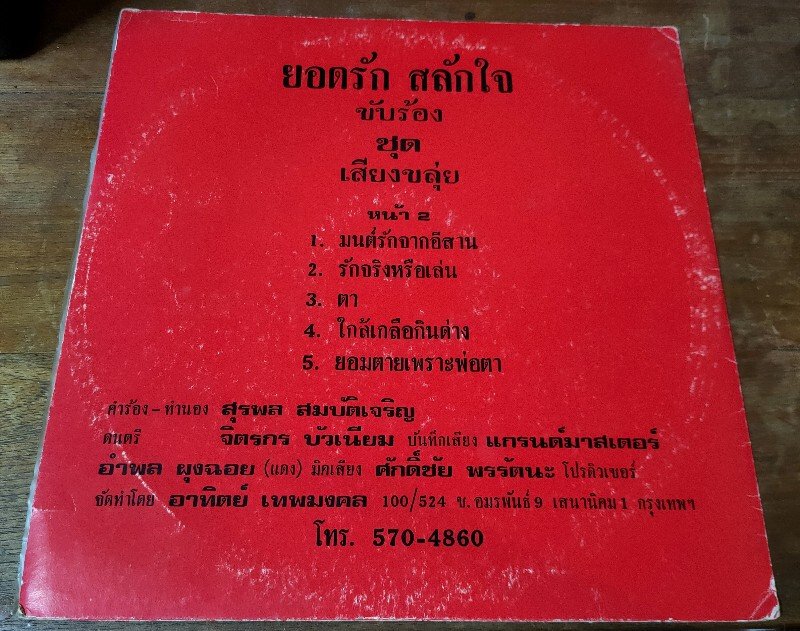 ยอดรัก สลักใจ
ขับร้อง
ชุด
เสียงขลุ่ย
หน้า 2
1. มนต์รักจากอีสาน
2. รักจริงหรือเล่น
3. ตา
4. ใกล้เกลือกินด่าง
5. ยอมตายเพราะพ่อตา
คำร้อง - ทำนอง สุรพล สมบัติเจริญ
ดนตรี จิตรกร บัวเนียม บันทึกเสียง แกรนด์มาสเตอร์
อำพล ผุงฉอย (แดง) มิคเสียง ศักดิ์ชัย พรรัตนะ โปรดิวเซอร์
จัดทำโดย อาทิตย์ เทพมงคล 100/524 ซ. อมรพันธ์ 9 เสนานิคม 1 กรุงเทพฯ
โทร. 570-4860